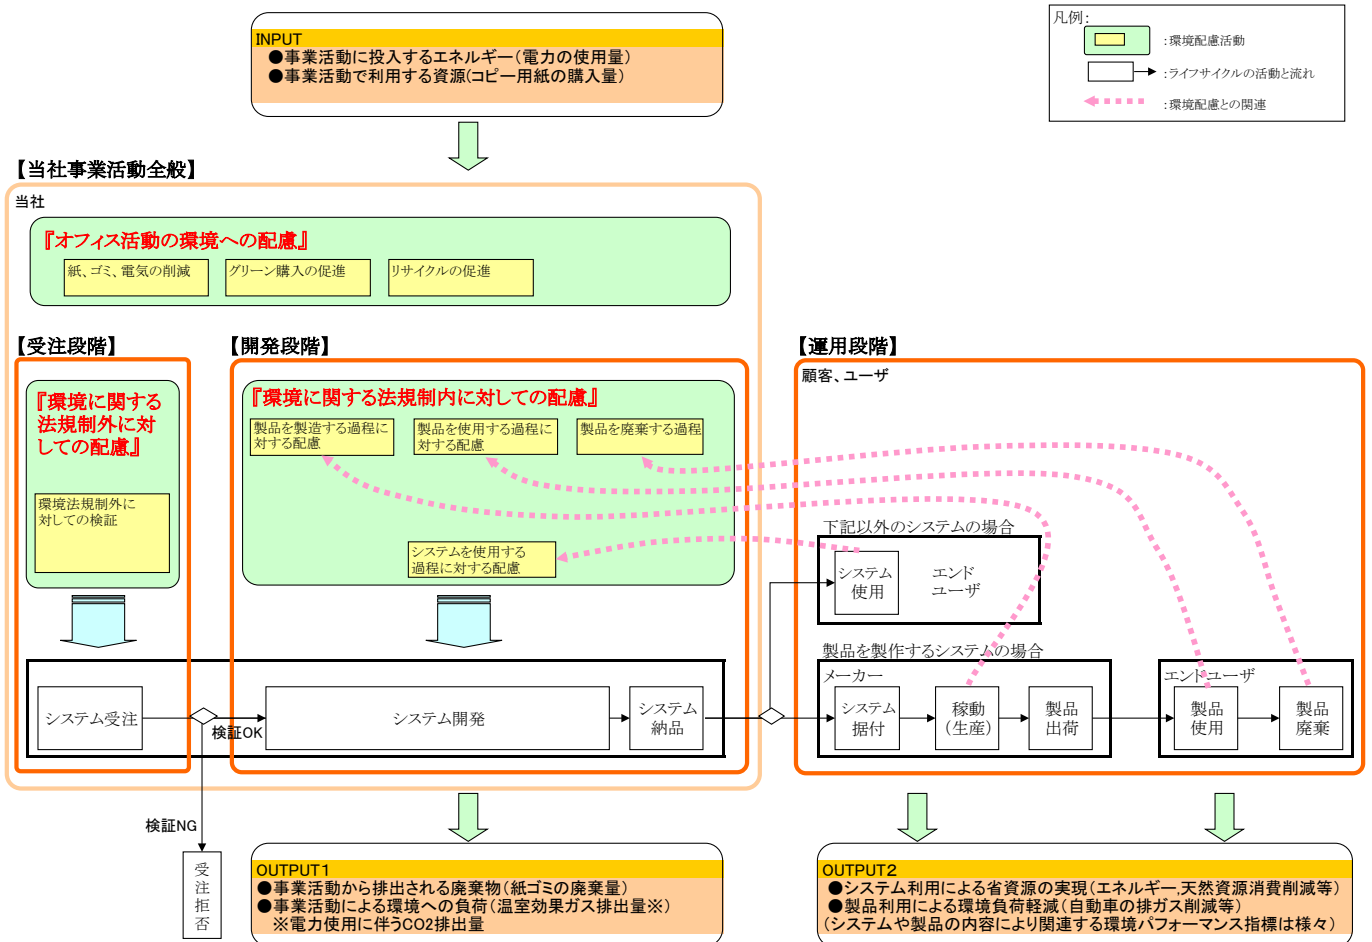 INPUT
●事業活動に投入するエネルギー(電力の使用量)
●事業活動で利用する資源(コピー用紙の購入量)
凡例:
:環境配慮活動
:ライフサイクルの活動と流れ
:環境配慮との関連
【当社事業活動全般】
当社
『オフィス活動の環境への配慮』
紙、ゴミ、電気の削減
グリーン購入の促進
リサイクルの促進
【受注段階】
『環境に関する
法規制外に対
しての配慮』
環境法規制外に
対しての検証
【開発段階】
『環境に関する法規制内に対しての配慮』
製品を製造する過程に
対する配慮
製品を使用する過程に
対する配慮
製品を廃棄する過程
システムを使用する
過程に対する配慮
【運用段階】
顧客、ユーザ
下記以外のシステムの場合
システム
使用
エンド
ユーザ
製品を製作するシステムの場合
メーカー
システム
据付
稼動
(生産)
製品
出荷
エンドユーザ
製品
使用
製品
廃棄
システム受注
検証OK
システム開発
システム
納品
検証NG
受
注
拒
否
OUTPUT1
●事業活動から排出される廃棄物(紙ゴミの廃棄量)
●事業活動による環境への負荷(温室効果ガス排出量※)
※電力使用に伴うCO2排出量
OUTPUT2
●システム利用による省資源の実現(エネルギー,天然資源消費削減等)
●製品利用による環境負荷軽減(自動車の排ガス削減等)
(システムや製品の内容により関連する環境パフォーマンス指標は様々)